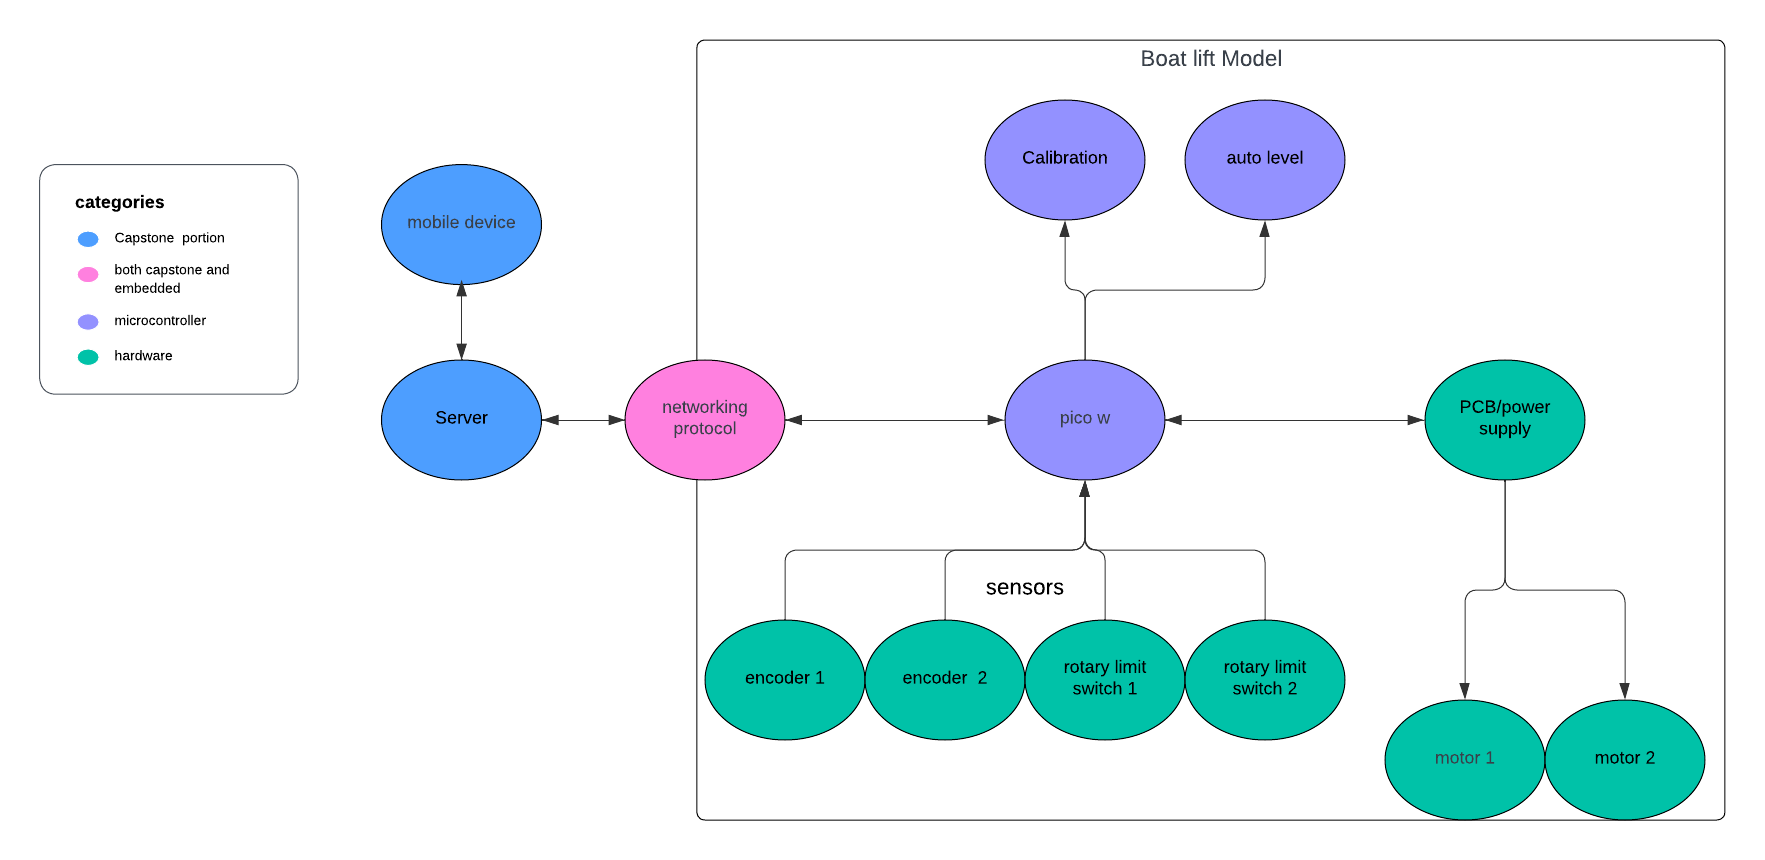 Boat lift Model
categories
Capstone  portion
both capstone and
embedded
microcontroller
hardware
mobile device
Server
networking
protocol
Calibration
auto level
pico w
PCB/power
supply
sensors
encoder 1
encoder  2
rotary limit
switch 1
rotary limit
switch 2
motor 1
motor 2